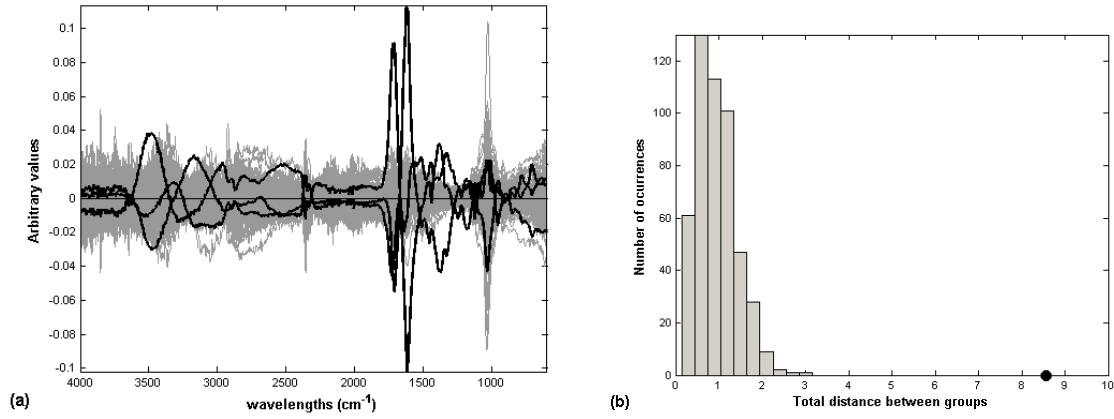 0.1
0.08
0.06
0.04
0.02
0
-0.02
-0.04
-0.06
-0.08
-0.1
Arbitrary values
4000 3500 3000 2500 2000 1500 1000
wavelengths (cm-1)
(a)
120
100
80
60
40
20
0
Number of ocurrences
0 1 2 3 4 5 6 7 8 9 10
Total distance between groups
(b)